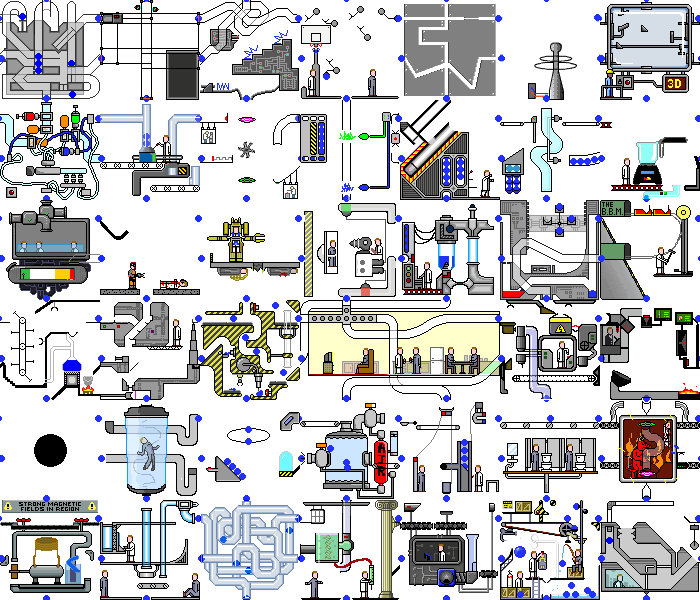 3D
THE
B.B.M.
STRONG MAGNETIC
FIELDS IN REGION